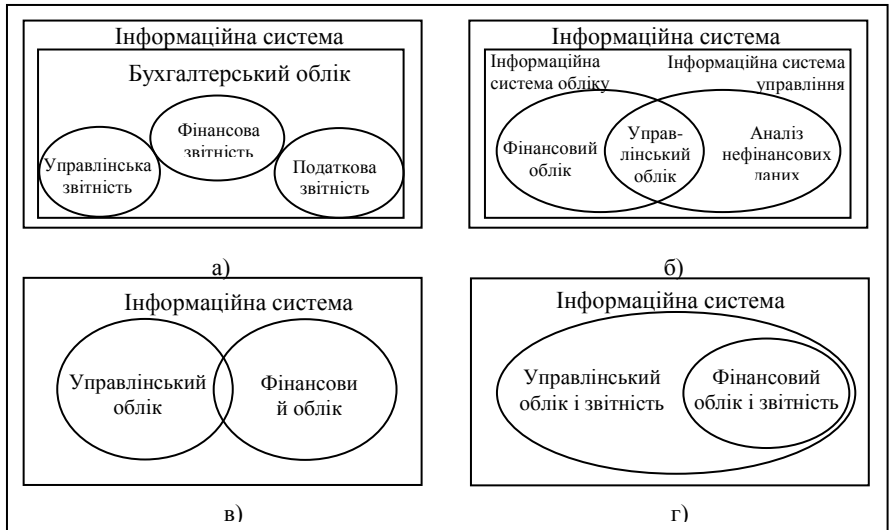 Інформаційна система
Бухгалтерський облік
Фінансова
звітність
Управлінська
звітність
Податкова
звітність
а)
Інформаційна система
Інформаційна
система обліку
Інформаційна система
управління
Фінансовий
облік
Управ-
лінський
облік
Аналіз
нефінансових
даних
б)
Інформаційна система
Управлінський
облік
Фінансови
й облік
в)
Інформаційна система
Управлінський
облік і звітність
Фінансовий
облік і звітність
г)